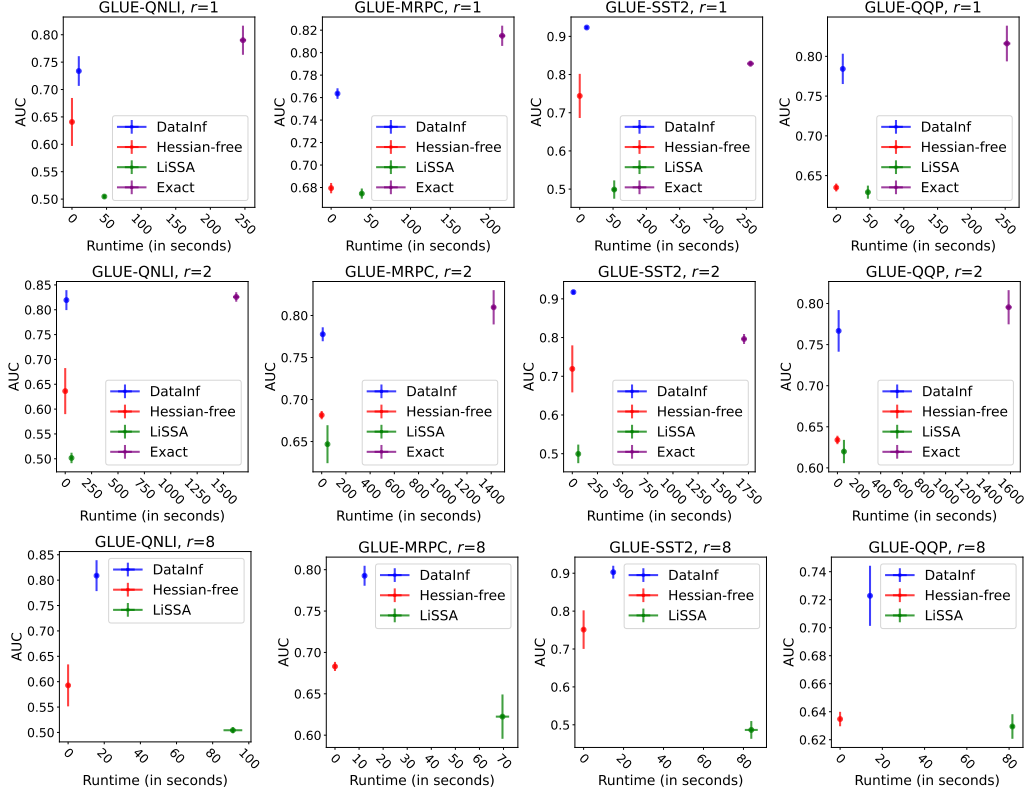 GLUE-QNLI, r=1
AUC
0.80
0.75
0.70
0.65
0.60
0.55
0.50
DataInf
Hessian-free
LiSSA
Exact
0 50 100 150 200 250
Runtime (in seconds)
GLUE-MRPC, r=1
AUC
0.82
0.80
0.78
0.76
0.74
0.72
0.70
0.68
DataInf
Hessian-free
LiSSA
Exact
0 50 100 150 200
Runtime (in seconds)
GLUE-SST2, r=1
AUC
0.9
0.8
0.7
0.6
0.5
DataInf
Hessian-free
LiSSA
Exact
0 50 100 150 200 250
Runtime (in seconds)
GLUE-QQP, r=1
AUC
0.80
0.75
0.70
0.65
DataInf
Hessian-free
LiSSA
Exact
0 50 100 150 200 250
Runtime (in seconds)
GLUE-QNLI, r=2
AUC
0.85
0.80
0.75
0.70
0.65
0.60
0.55
0.50
DataInf
Hessian-free
LiSSA
Exact
0 250 500 750 1000 1250 1500
Runtime (in seconds)
GLUE-MRPC, r=2
AUC
0.80
0.75
0.70
0.65
DataInf
Hessian-free
LiSSA
Exact
0 200 400 600 800 1000 1200 1400
Runtime (in seconds)
GLUE-SST2, r=2
AUC
0.9
0.8
0.7
0.6
0.5
DataInf
Hessian-free
LiSSA
Exact
0 250 500 750 1000 1250 1500 1750
Runtime (in seconds)
GLUE-QQP, r=2
AUC
0.80
0.75
0.70
0.65
0.60
DataInf
Hessian-free
LiSSA
Exact
0 200 400 600 800 1000 1200 1400 1600
Runtime (in seconds)
GLUE-QNLI, r=8
AUC
0.85
0.80
0.75
0.70
0.65
0.60
0.55
0.50
DataInf
Hessian-free
LiSSA
0 20 40 60 80 100
Runtime (in seconds)
GLUE-MRPC, r=8
AUC
0.80
0.75
0.70
0.65
0.60
DataInf
Hessian-free
LiSSA
0 10 20 30 40 50 60 70
Runtime (in seconds)
GLUE-SST2, r=8
AUC
0.9
0.8
0.7
0.6
0.5
DataInf
Hessian-free
LiSSA
0 20 40 60 80
Runtime (in seconds)
GLUE-QQP, r=8
AUC
0.74
0.72
0.70
0.68
0.66
0.64
0.62
DataInf
Hessian-free
LiSSA
0 20 40 60 80
Runtime (in seconds)